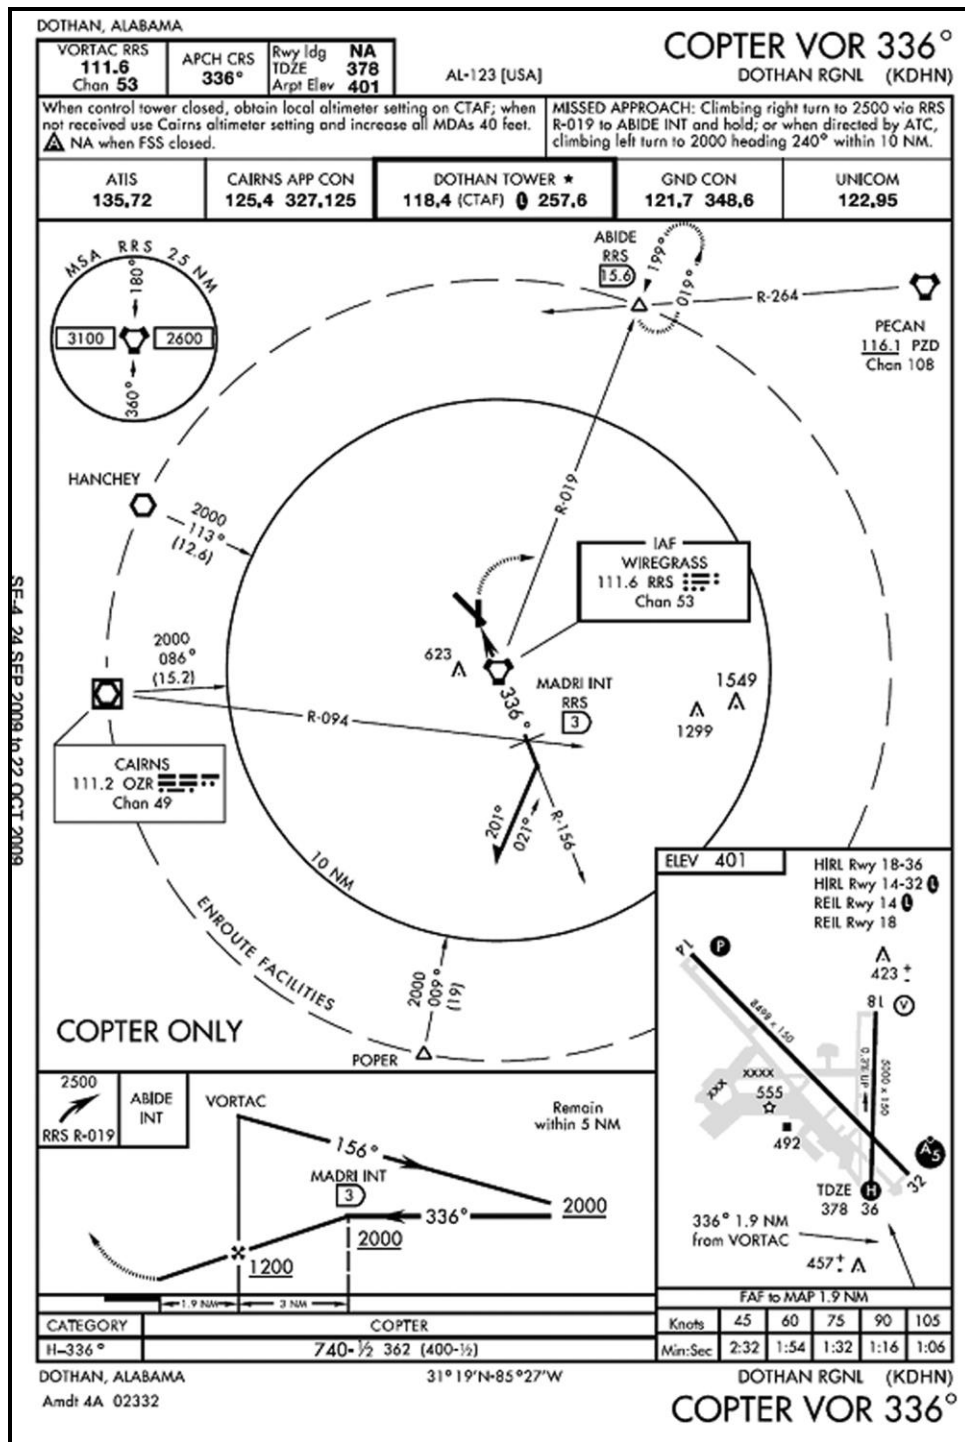 DOTHAN, ALABAMA
VORTAC RRS
111.6
Chan 53
APCH CRS
336°
Rwy ldg NA
TDZE 378
Arpt Elev 401
AL-123 [USA]
COPTER VOR 336°
DOTHAN RGNL (KDHN)
When control tower closed, obtain local altimeter setting on CTAF; when
not received use Cairns altimeter setting and increase all MDAs 40 feet.
A NA when FSS closed.
MISSED APPROACH: Climbing right turn to 2500 via RRS
R-019 to ABIDE INT and hold; or when directed by ATC,
climbing left turn to 2000 heading 240° within 10 NM.
ATIS
135.72
CAIRNS APP CON
125.4 327.125
DOTHAN TOWER ★
118.4 (CTAF) L 257.6
GND CON
121.7 348.6
UNICOM
122.95
MSA RRS 25 NM
180°
3100
2600
360°
ABIDE
RRS
15.6
199°
019°
R-264
PECAN
116.1 PZD
Chan 108
HANCHEY
2000
113°
(12.6)
R-019
IAF
WIREGRASS
111.6 RRS
Chan 53
2000
086°
(15.2)
623
336°
MADRI INT
RRS
3
1549
1299
R-094
CAIRNS
111.2 OZR
Chan 49
201°
021°
R-156
10 NM
ENROUTE FACILITIES
2000
009°
(19)
POPER
COPTER ONLY
SE-4, 24 SEP 2009 to 22 OCT 2009
ELEV 401
HIRL Rwy 18-36
HIRL Rwy 14-32 L
REIL Rwy 14 L
REIL Rwy 18
14
P
423 ±
18
V
8499 x 150
0.3% UP
5000 x 150
xxxx
xxx
555
492
A5
32
TDZE
378
H
36
336° 1.9 NM
from VORTAC
457 ±
2500
RRS R-019
ABIDE
INT
VORTAC
156°
Remain
within 5 NM
MADRI INT
3
336°
2000
2000
1200
1.9 NM
3 NM
CATEGORY
COPTER
H-336°
740-½ 362 (400-½)
FAF to MAP 1.9 NM
Knots 45 60 75 90 105
Min:Sec 2:32 1:54 1:32 1:16 1:06
DOTHAN, ALABAMA
Amdt 4A 02332
31°19'N-85°27'W
DOTHAN RGNL (KDHN)
COPTER VOR 336°